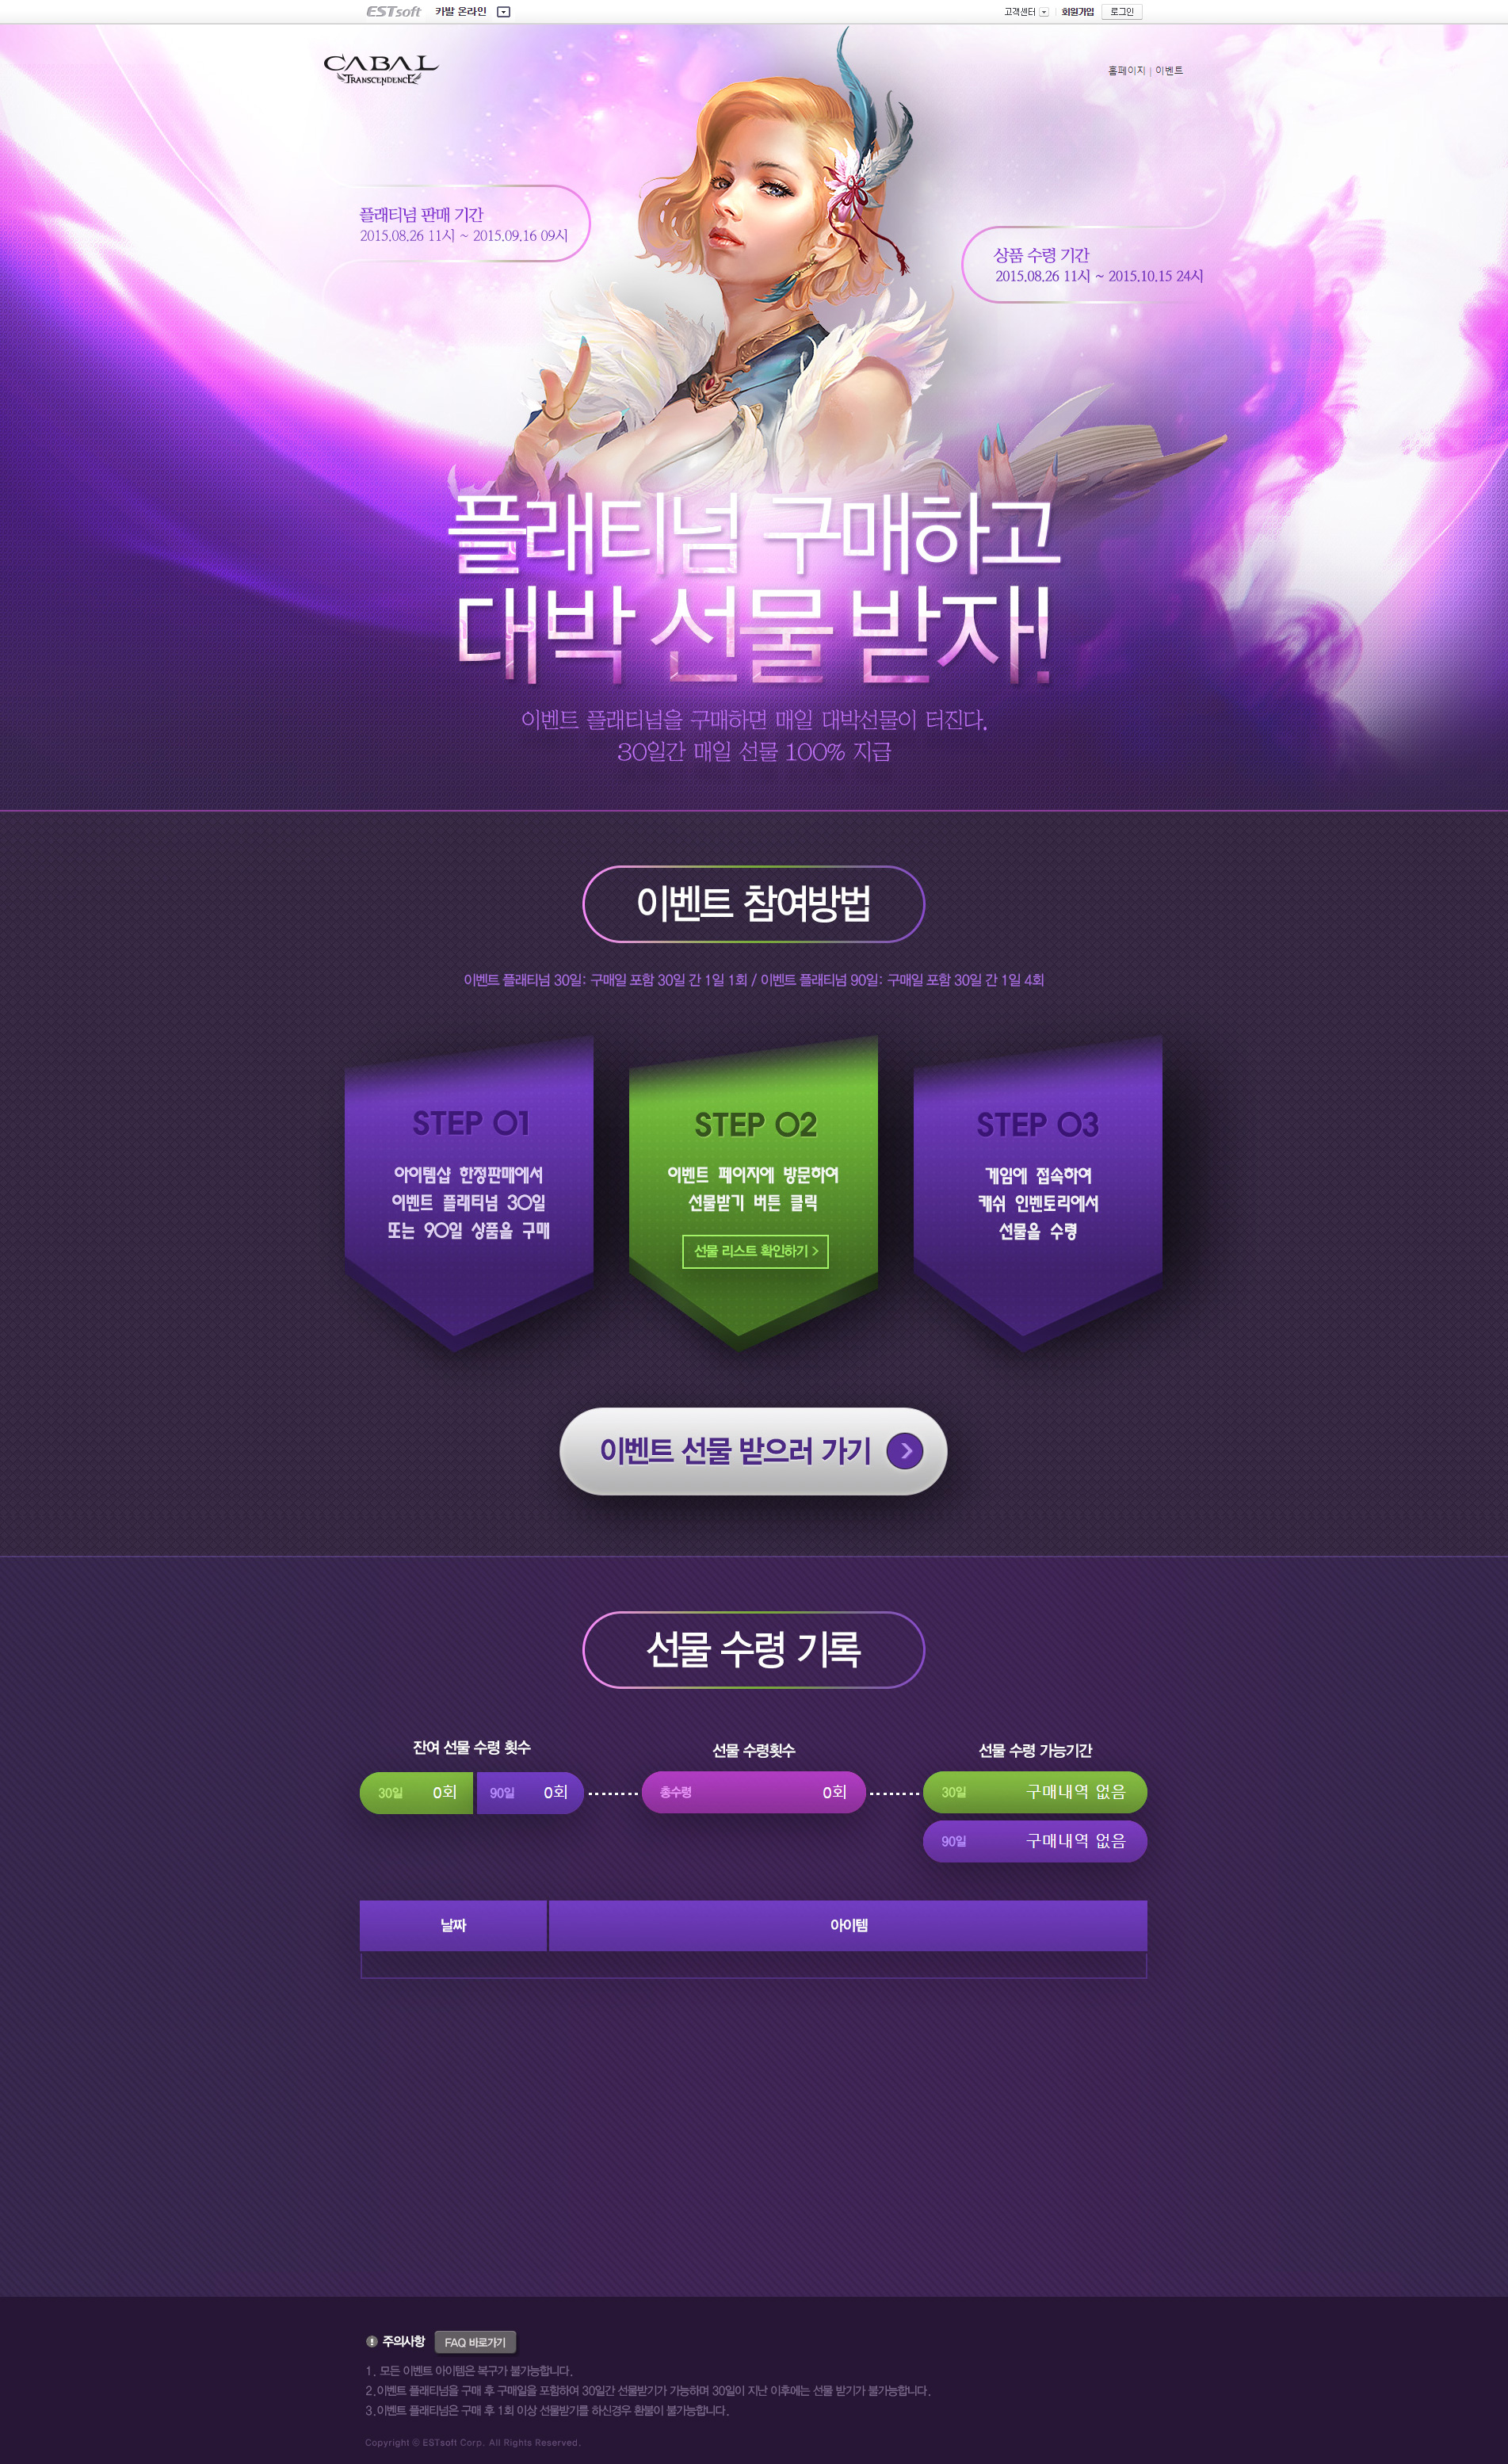 ESTsoft 카발 온라인
고객센터 회원가입 로그인
CABAL
TRANSCENDENCE
홈페이지 | 이벤트
플래티넘 판매 기간
2015.08.26 11시 ~ 2015.09.16 09시
상품 수령 기간
2015.08.26 11시 ~ 2015.10.15 24시
플래티넘 구매하고
대박 선물 받자!
이벤트 플래티넘을 구매하면 매일 대박선물이 터진다.
30일간 매일 선물 100% 지급
이벤트 참여방법
이벤트 플래티넘 30일: 구매일 포함 30일 간 1일 1회 / 이벤트 플래티넘 90일: 구매일 포함 30일 간 1일 4회
STEP 01
아이템샵 한정판매에서
이벤트 플래티넘 30일
또는 90일 상품을 구매
STEP 02
이벤트 페이지에 방문하여
선물받기 버튼 클릭
선물 리스트 확인하기 >
STEP 03
게임에 접속하여
캐쉬 인벤토리에서
선물을 수령
이벤트 선물 받으러 가기
선물 수령 기록
잔여 선물 수령 횟수
30일 0회 90일 0회
선물 수령횟수
총수령 0회
선물 수령 가능기간
30일 구매내역 없음
90일 구매내역 없음
날짜 아이템
주의사항 FAQ 바로가기
1. 모든 이벤트 아이템은 복구가 불가능합니다.
2.이벤트 플래티넘을 구매 후 구매일을 포함하여 30일간 선물받기가 가능하며 30일이 지난 이후에는 선물 받기가 불가능합니다.
3.이벤트 플래티넘은 구매 후 1회 이상 선물받기를 하신경우 환불이 불가능합니다.
Copyright © ESTsoft Corp. All Rights Reserved.